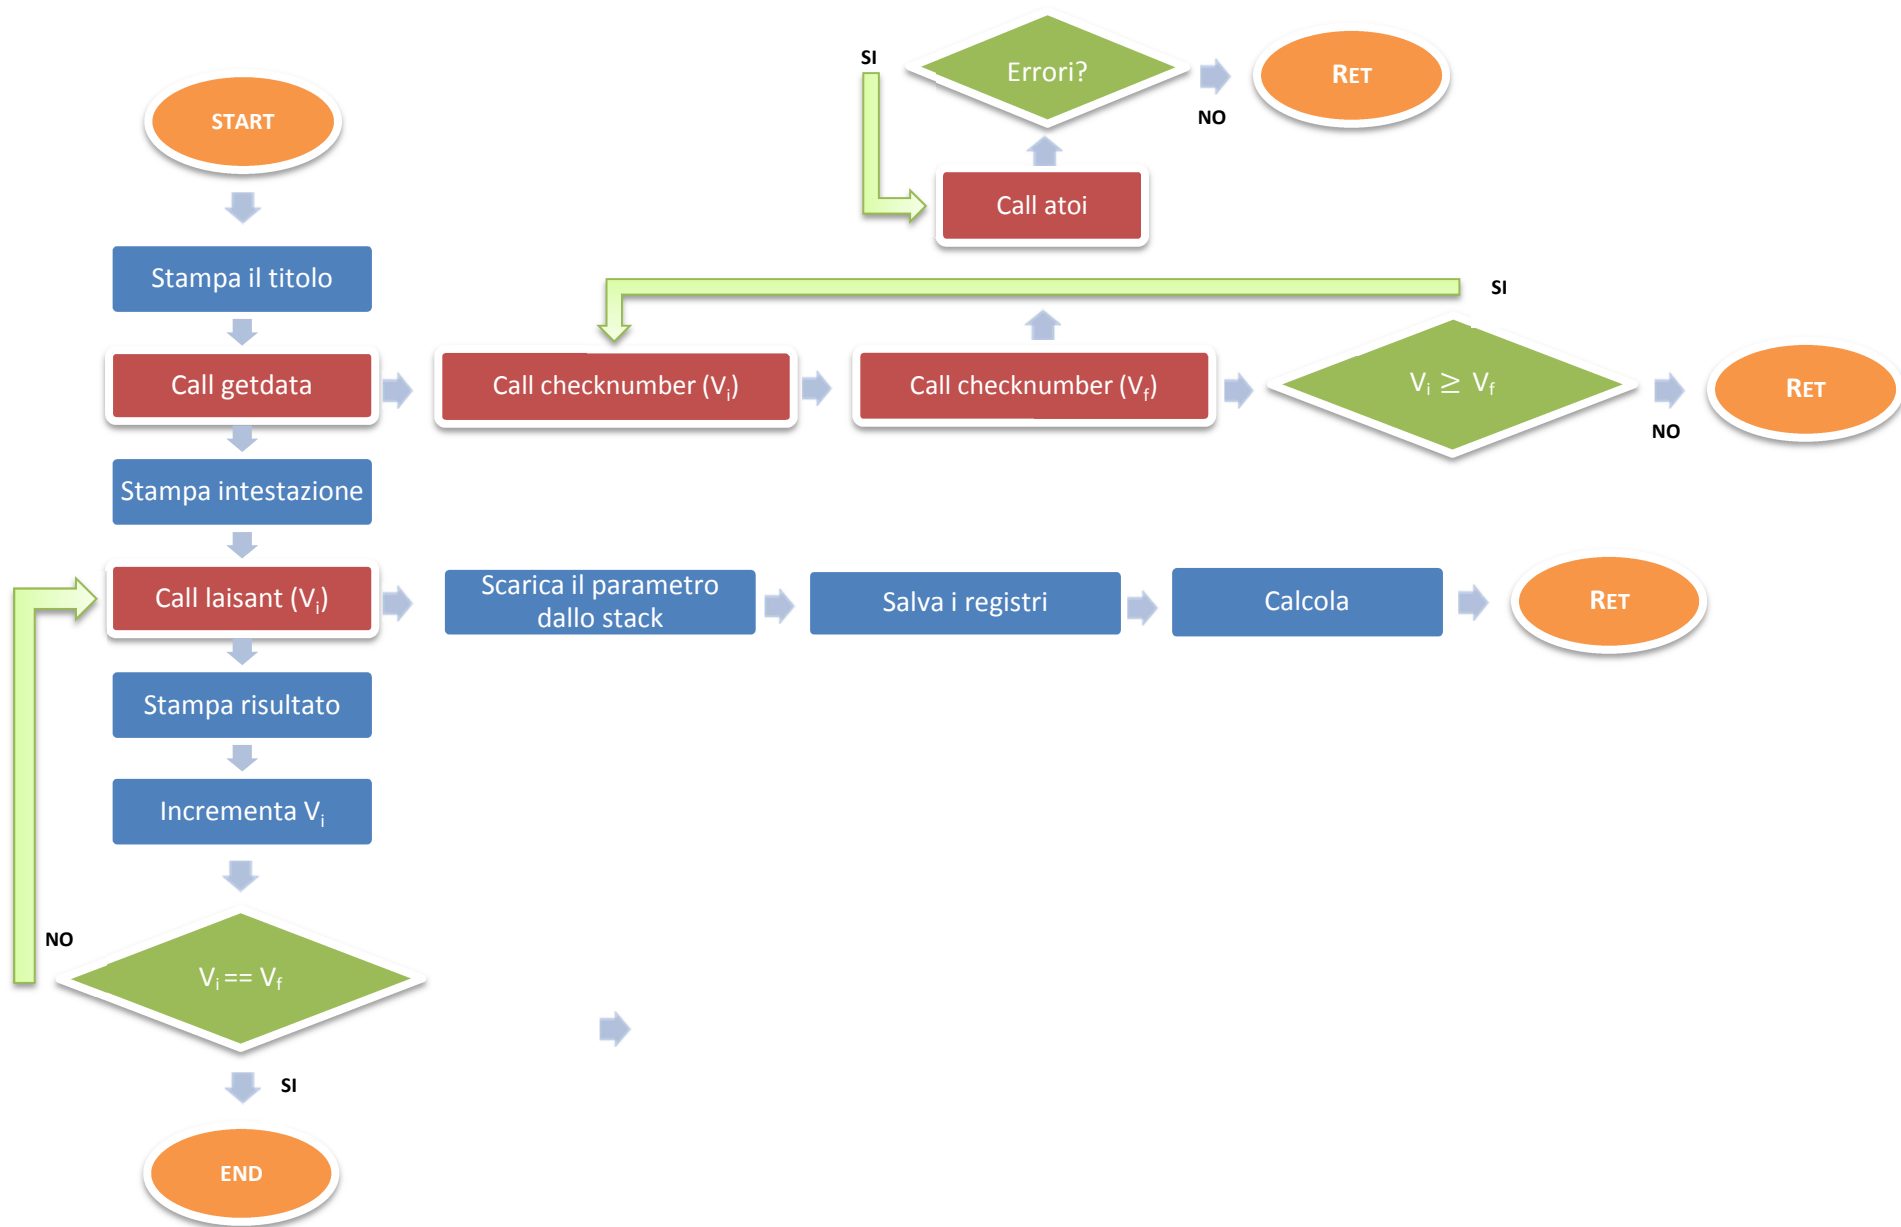 SI
Errori?
RET
NO
START
Call atoi
Stampa il titolo
SI
Call getdata
Call checknumber (Vi)
Call checknumber (Vf)
Vi ≥ Vf
RET
NO
Stampa intestazione
Call laisant (Vi)
Scarica il parametro
dallo stack
Salva i registri
Calcola
RET
Stampa risultato
Incrementa Vi
NO
Vi == Vf
SI
END